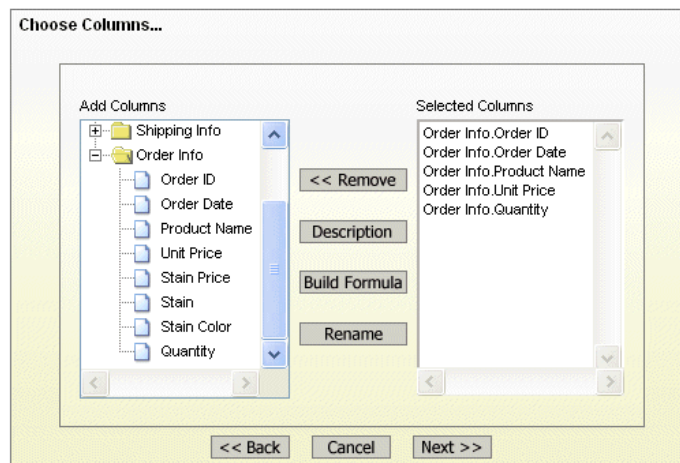 Choose Columns...
Add Columns
Shipping Info
Order Info
Order ID
Order Date
Product Name
Unit Price
Stain Price
Stain
Stain Color
Quantity
<< Remove
Description
Build Formula
Rename
Selected Columns
Order Info.Order ID
Order Info.Order Date
Order Info.Product Name
Order Info.Unit Price
Order Info.Quantity
<< Back
Cancel
Next >>